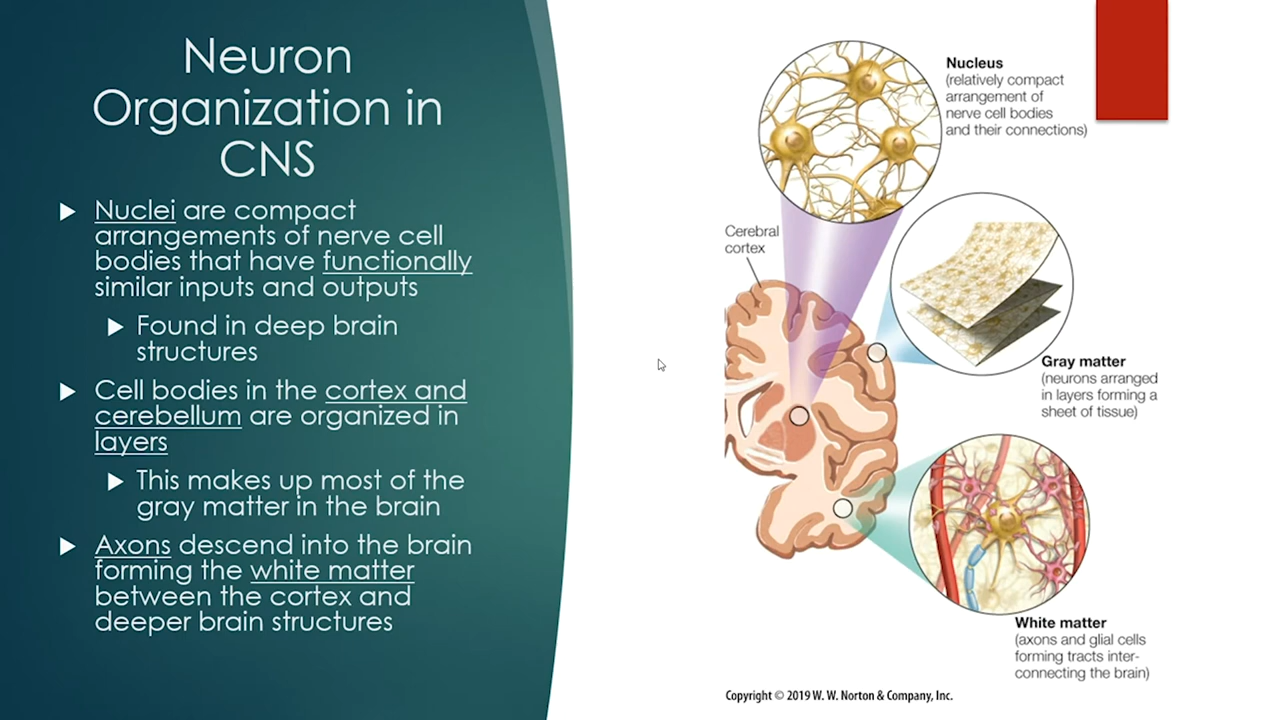 Neuron
Organization in
CNS
Nuclei are compact
arrangements of nerve cell
bodies that have functionally
similar inputs and outputs
Found in deep brain
structures
Cell bodies in the cortex and
cerebellum are organized in
layers
This makes up most of the
gray matter in the brain
Axons descend into the brain
forming the white matter
between the cortex and
deeper brain structures
Nucleus
(relatively compact
arrangement of
nerve cell bodies
and their connections)
Cerebral
cortex
Gray matter
(neurons arranged
in layers forming a
sheet of tissue)
White matter
(axons and glial cells
forming tracts inter-
connecting the brain)
Copyright © 2019 W. W. Norton & Company, Inc.